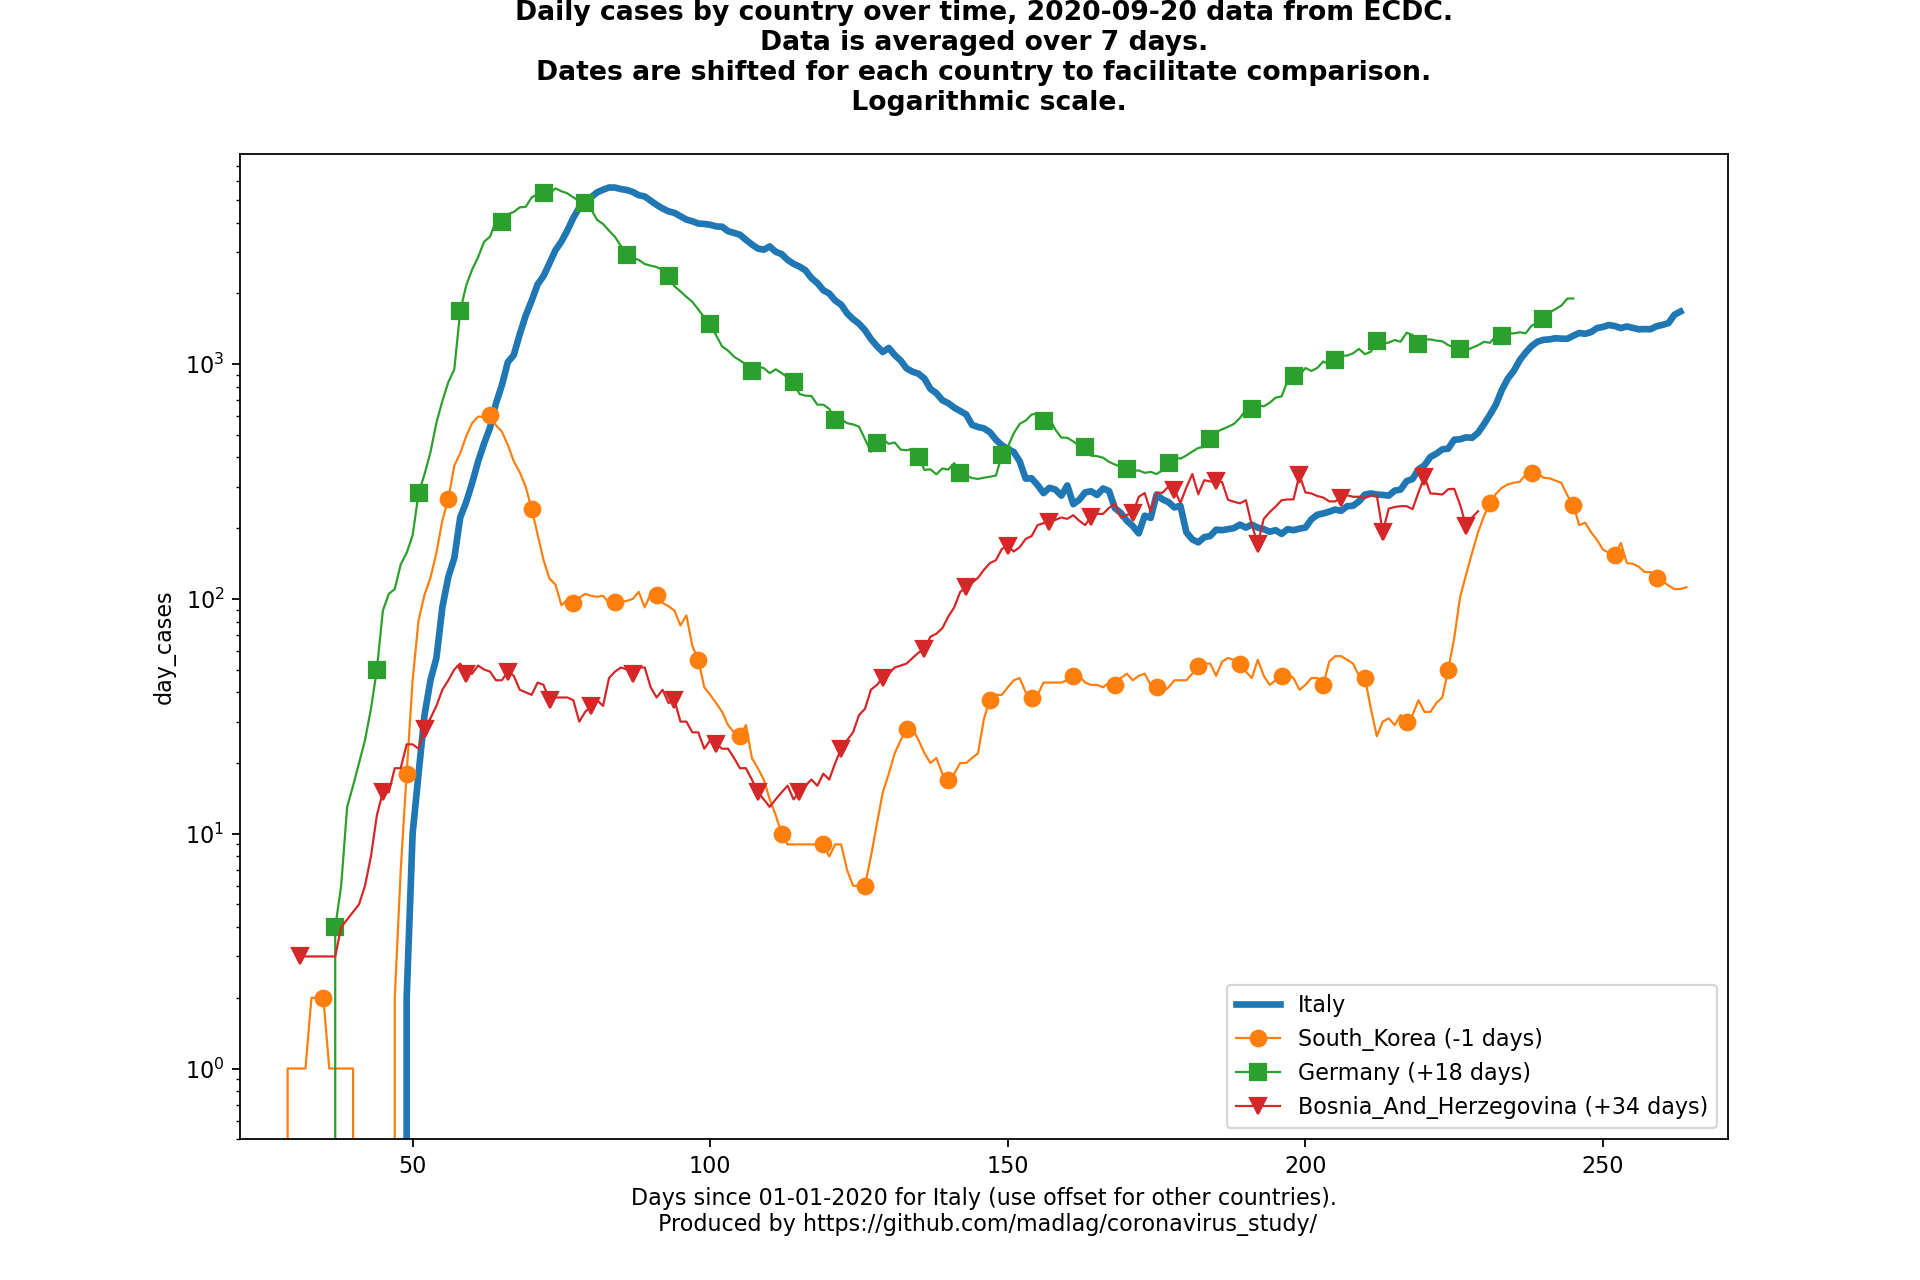 Daily cases by country over time, 2020-09-20 data from ECDC.
Data is averaged over 7 days.
Dates are shifted for each country to facilitate comparison.
Logarithmic scale.
day_cases
10³
10²
10¹
10⁰
Italy
South_Korea (-1 days)
Germany (+18 days)
Bosnia_And_Herzegovina (+34 days)
50 100 150 200 250
Days since 01-01-2020 for Italy (use offset for other countries).
Produced by https://github.com/madlag/coronavirus_study/